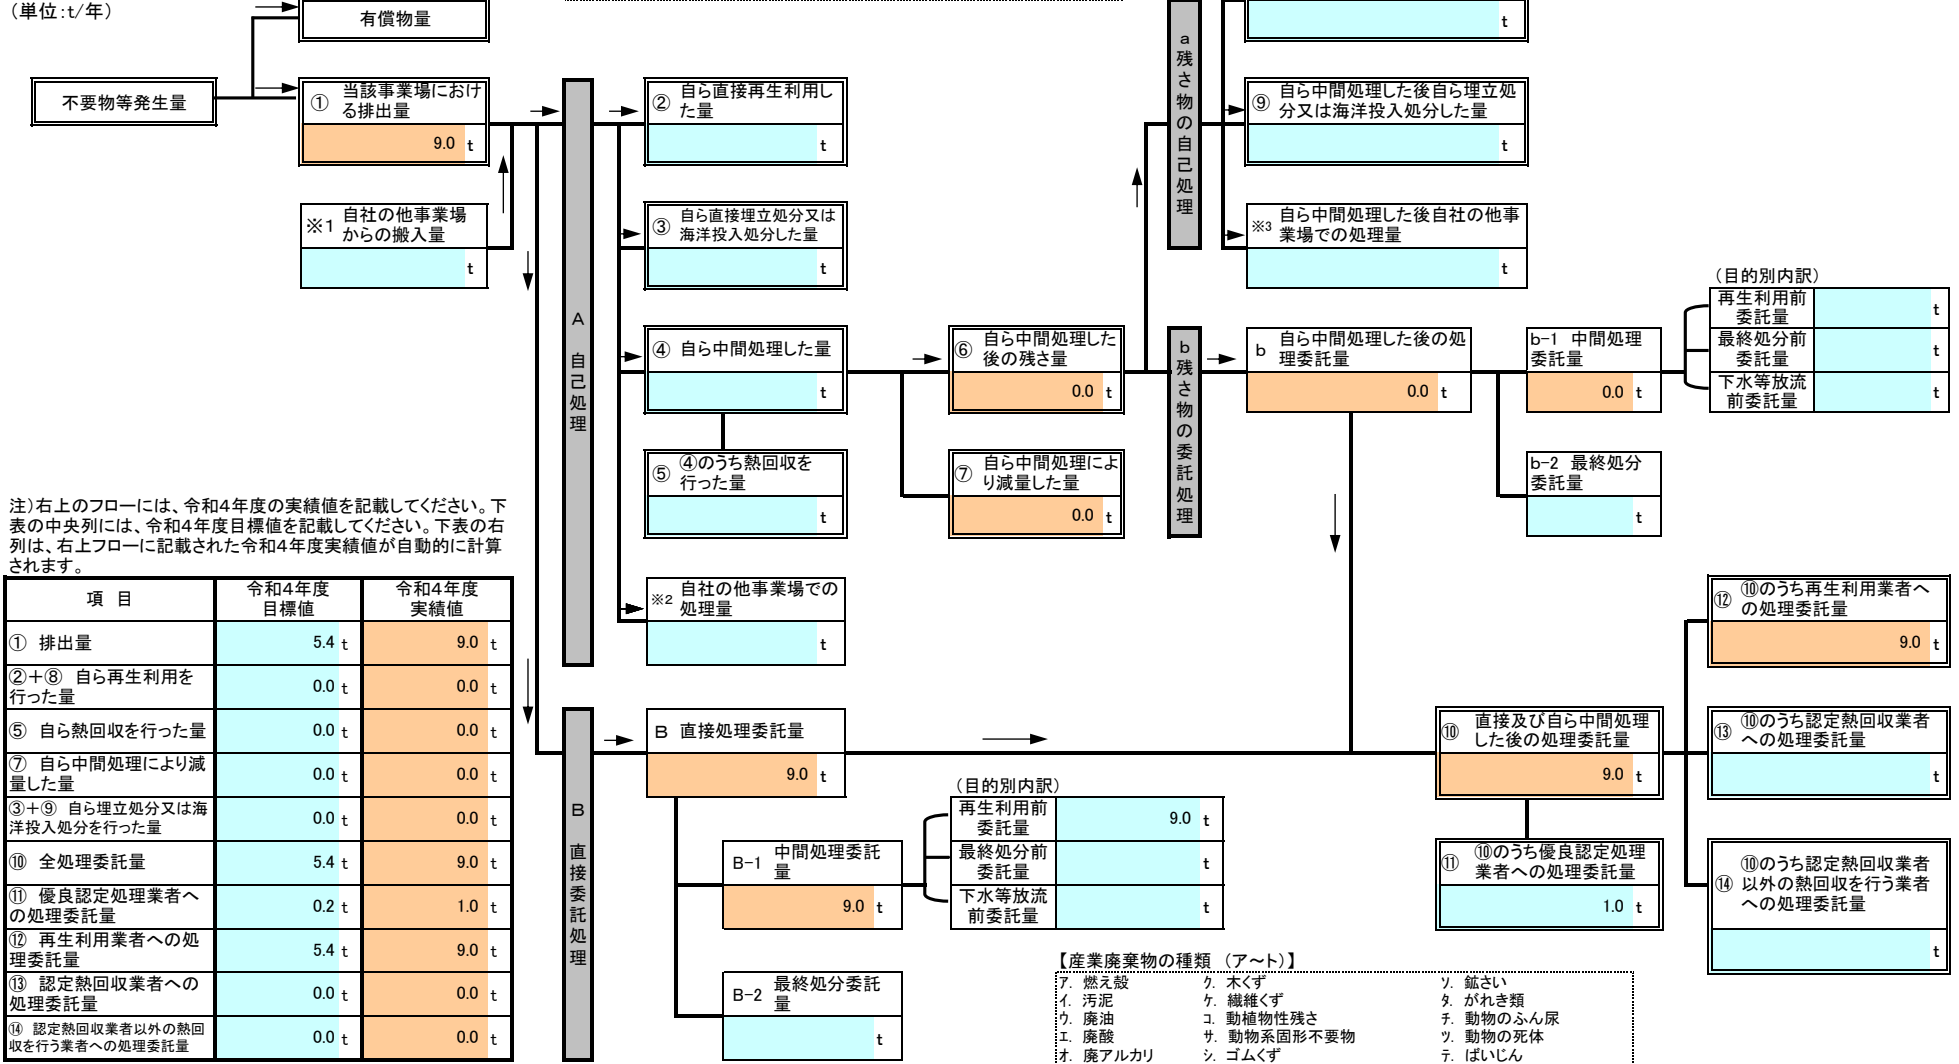 （単位：t/年）
有償物量
不要物等発生量
① 当該事業場におけ
る排出量
9.0 t
※1 自社の他事業場
からの搬入量
t
A 自己処理
② 自ら直接再生利用し
た量
t
③ 自ら直接埋立処分又は
海洋投入処分した量
t
④ 自ら中間処理した量
t
⑤ ④のうち熱回収を
行った量
t
※2 自社の他事業場での
処理量
t
⑥ 自ら中間処理した
後の残さ量
0.0 t
⑦ 自ら中間処理によ
り減量した量
0.0 t
a 残さ物の自己処理
t
⑨ 自ら中間処理した後自ら埋立処
分又は海洋投入処分した量
t
※3 自ら中間処理した後自社の他事
業場での処理量
t
b 残さ物の委託処理
b 自ら中間処理した後の処
理委託量
0.0 t
b-1 中間処理
委託量
0.0 t
（目的別内訳）
再生利用前
委託量
t
最終処分前
委託量
t
下水等放流
前委託量
t
b-2 最終処分
委託量
t
注）右上のフローには、令和４年度の実績値を記載してください。下
表の中央列には、令和４年度目標値を記載してください。下表の右
列は、右上フローに記載された令和４年度実績値が自動的に計算
されます。
項 目
令和４年度
目標値
令和４年度
実績値
① 排出量
5.4 t 9.0 t
②＋⑧ 自ら再生利用を
行った量
0.0 t 0.0 t
⑤ 自ら熱回収を行った量
0.0 t 0.0 t
⑦ 自ら中間処理により減
量した量
0.0 t 0.0 t
③＋⑨ 自ら埋立処分又は海
洋投入処分を行った量
0.0 t 0.0 t
⑩ 全処理委託量
5.4 t 9.0 t
⑪ 優良認定処理業者へ
の処理委託量
0.2 t 1.0 t
⑫ 再生利用業者への処
理委託量
5.4 t 9.0 t
⑬ 認定熱回収業者への
処理委託量
0.0 t 0.0 t
⑭ 認定熱回収業者以外の熱回
収を行う業者への処理委託量
0.0 t 0.0 t
B 直接委託処理
B 直接処理委託量
9.0 t
B-1 中間処理委託
量
9.0 t
（目的別内訳）
再生利用前
委託量
9.0 t
最終処分前
委託量
t
下水等放流
前委託量
t
B-2 最終処分委託
量
t
⑩ 直接及び自ら中間処理
した後の処理委託量
9.0 t
⑪ ⑩のうち優良認定処理
業者への処理委託量
1.0 t
⑫ ⑩のうち再生利用業者へ
の処理委託量
9.0 t
⑬ ⑩のうち認定熱回収業者
への処理委託量
t
⑭ ⑩のうち認定熱回収業者
以外の熱回収を行う業者
への処理委託量
t
【産業廃棄物の種類 （ア～ト）】
ア. 燃え殻 ク. 木くず ソ. 鉱さい
イ. 汚泥 ケ. 繊維くず タ. がれき類
ウ. 廃油 コ. 動植物性残さ チ. 動物のふん尿
エ. 廃酸 サ. 動物系固形不要物 ツ. 動物の死体
オ. 廃アルカリ シ. ゴムくず テ. ばいじん